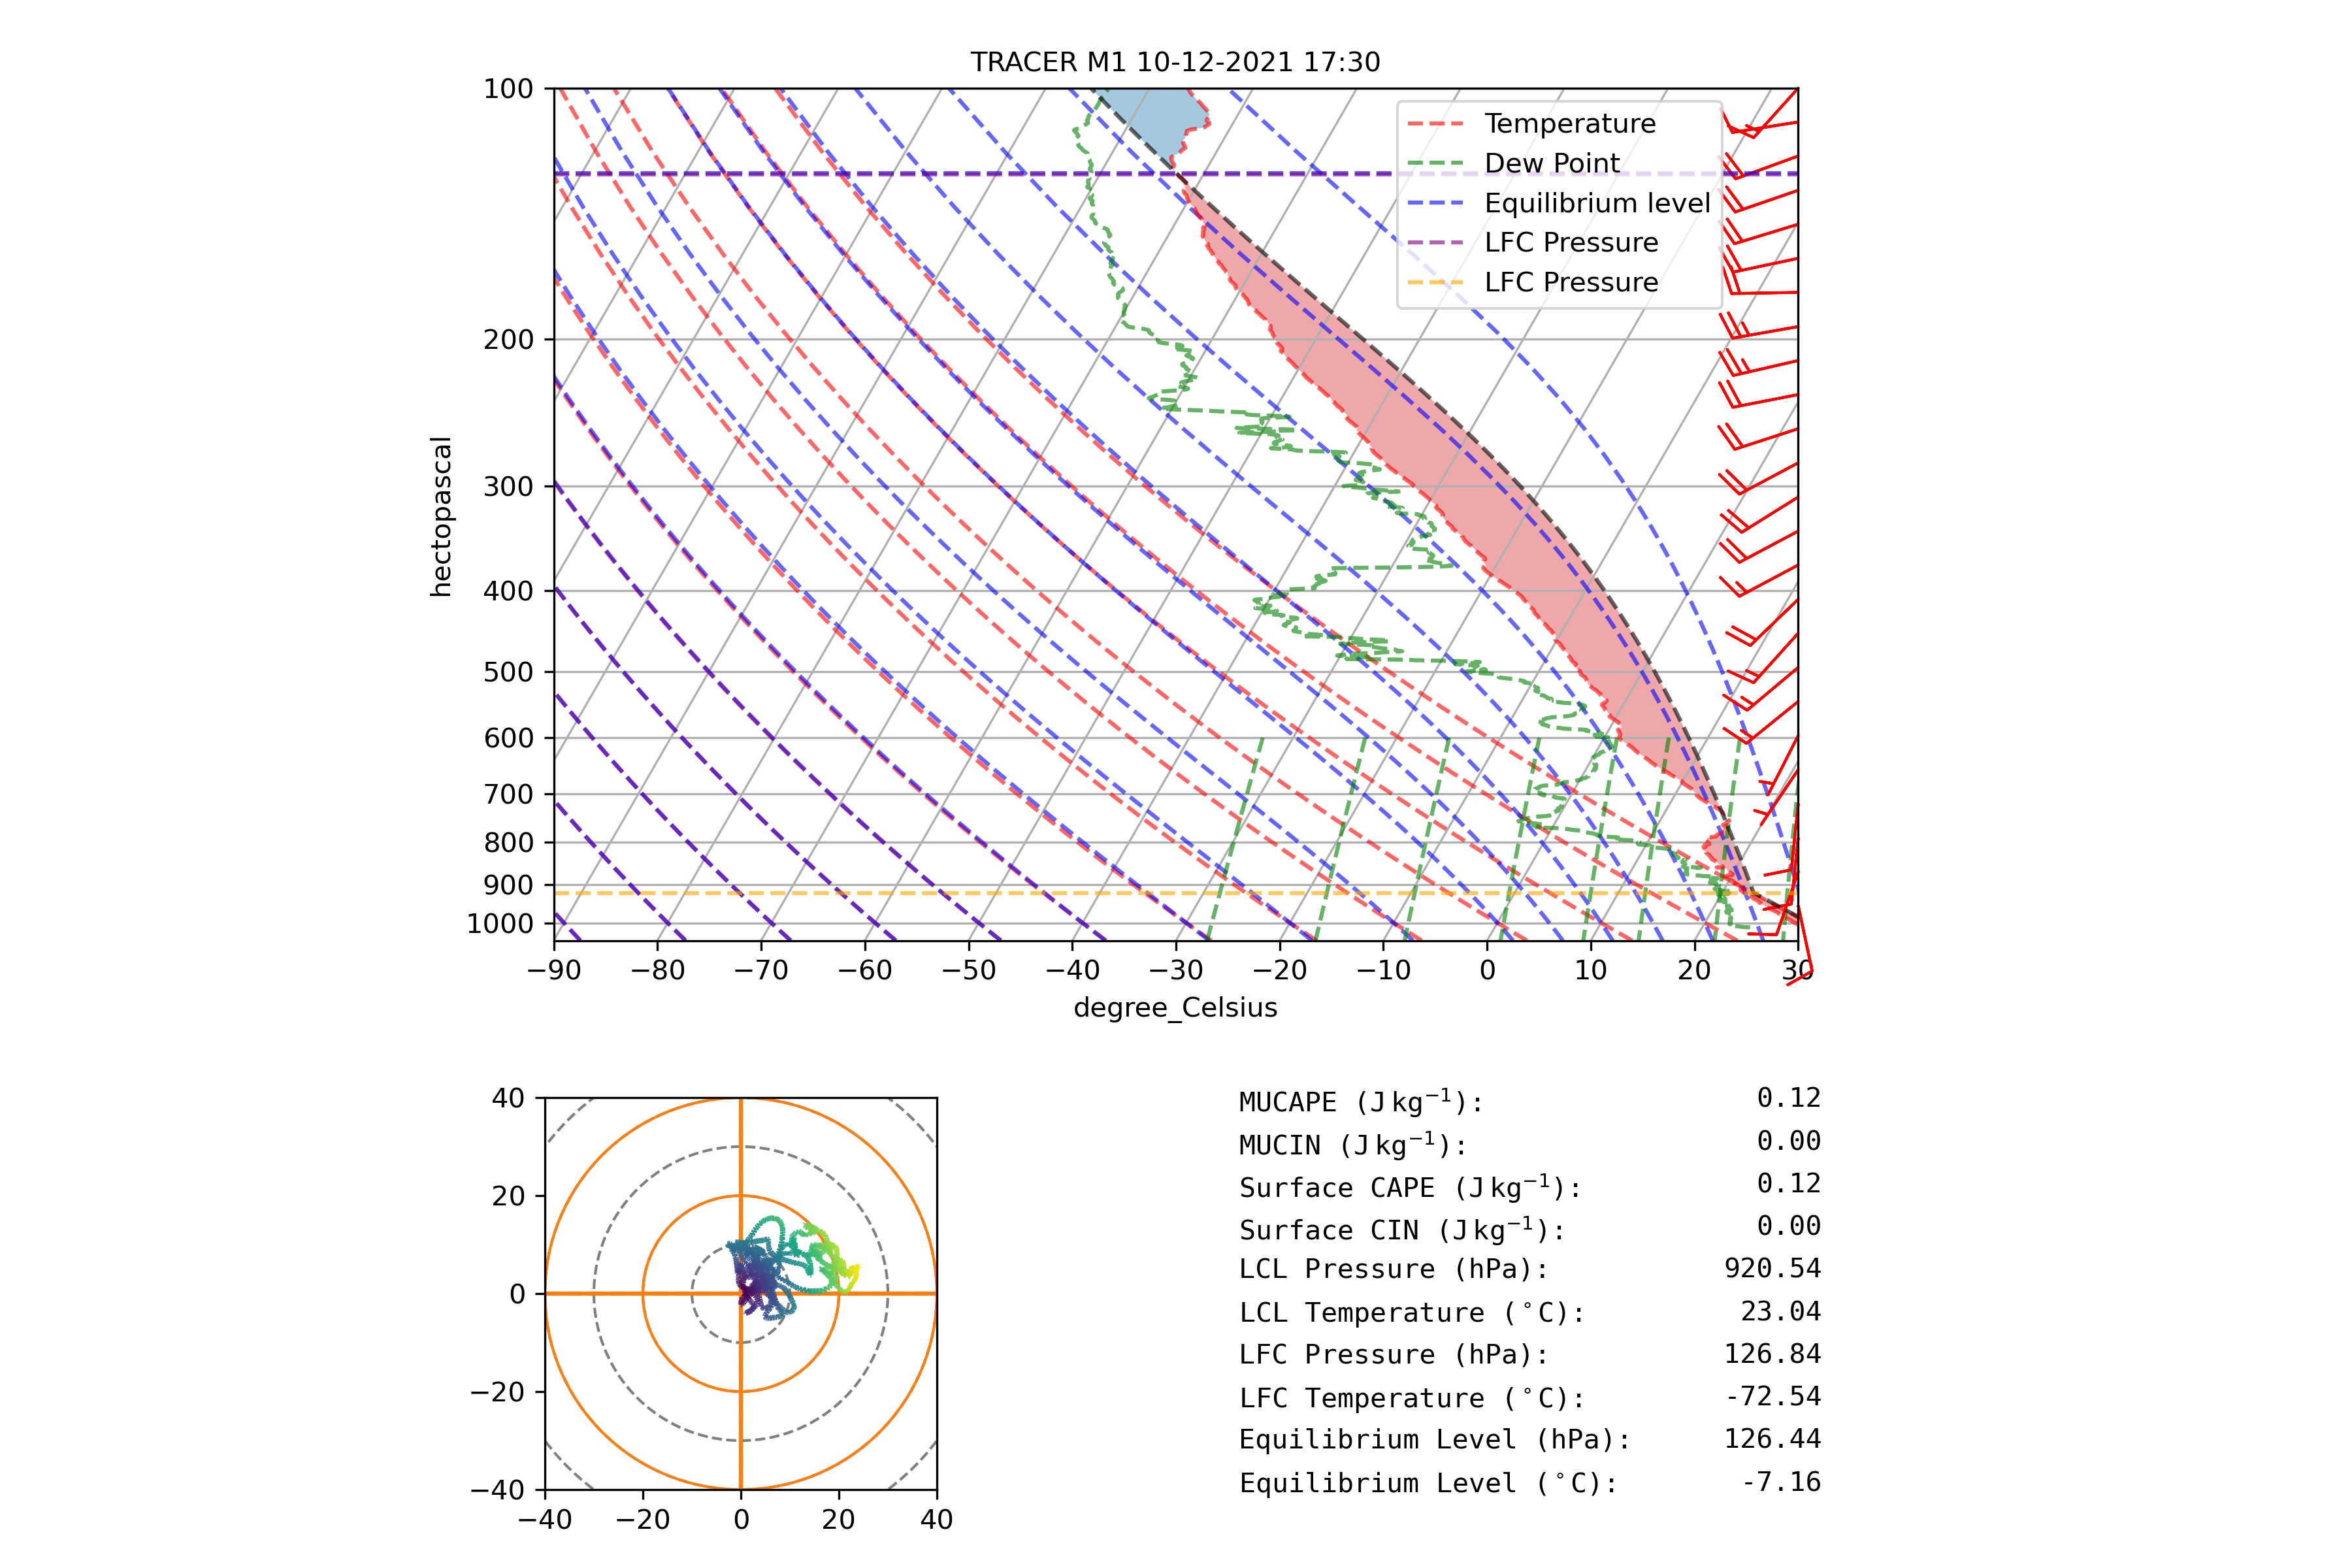 TRACER M1 10-12-2021 17:30
100
200
300
400
500
600
700
800
900
1000
hectopascal
Temperature
Dew Point
Equilibrium level
LFC Pressure
LFC Pressure
−90 −80 −70 −60 −50 −40 −30 −20 −10 0 10 20 30
degree_Celsius
40
20
0
−20
−40
−40 −20 0 20 40
MUCAPE (J kg⁻¹): 0.12
MUCIN (J kg⁻¹): 0.00
Surface CAPE (J kg⁻¹): 0.12
Surface CIN (J kg⁻¹): 0.00
LCL Pressure (hPa): 920.54
LCL Temperature (°C): 23.04
LFC Pressure (hPa): 126.84
LFC Temperature (°C): -72.54
Equilibrium Level (hPa): 126.44
Equilibrium Level (°C): -7.16